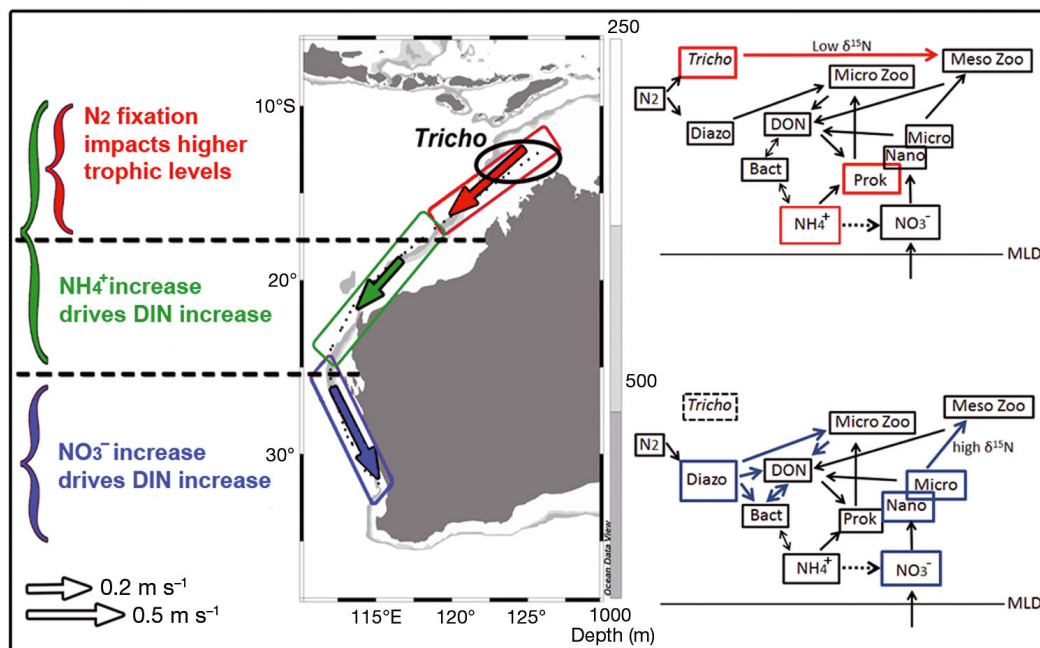 N2 fixation
impacts higher
trophic levels
NH4+ increase
drives DIN increase
NO3− increase
drives DIN increase
0.2 m s−1
0.5 m s−1
10°S
20°
30°
Tricho
115°E
120°
125°
Ocean Data View
250
500
1000
Depth (m)
Tricho
Low δ15N
Meso Zoo
Micro Zoo
N2
Diazo
DON
Micro
Nano
Bact
Prok
NH4+
NO3−
MLD
Tricho
Meso Zoo
Micro Zoo
N2
high δ15N
Diazo
DON
Micro
Nano
Bact
Prok
NH4+
NO3−
MLD